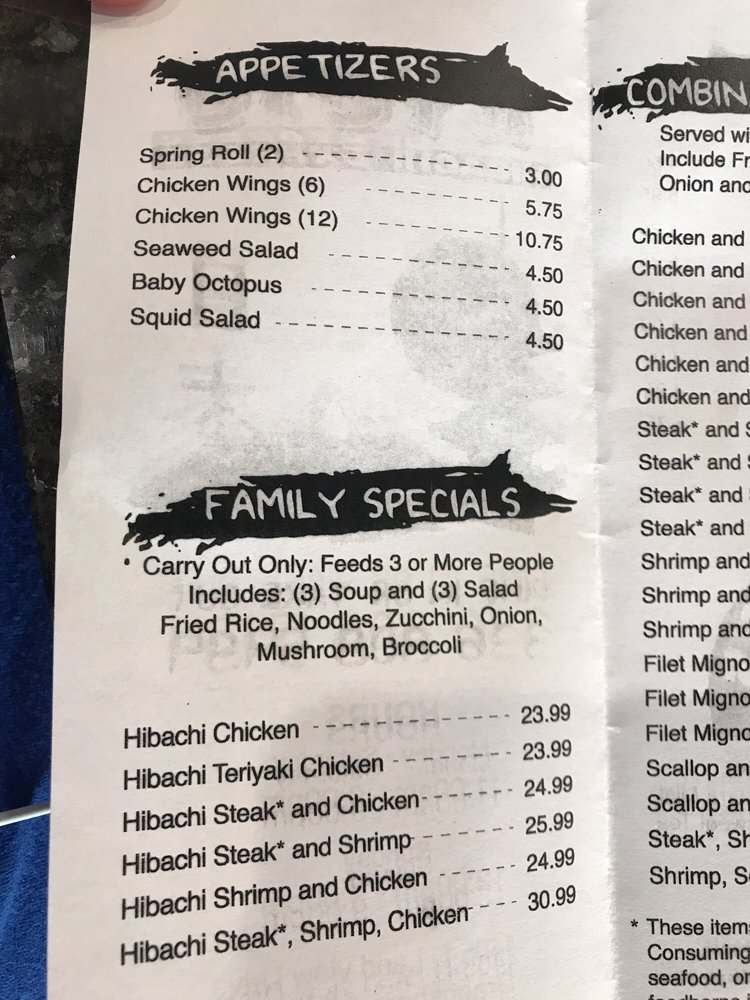 APPETIZERS
Spring Roll (2) 3.00
Chicken Wings (6) 5.75
Chicken Wings (12) 10.75
Seaweed Salad 4.50
Baby Octopus 4.50
Squid Salad 4.50
FAMILY SPECIALS
* Carry Out Only: Feeds 3 or More People
Includes: (3) Soup and (3) Salad
Fried Rice, Noodles, Zucchini, Onion,
Mushroom, Broccoli
Hibachi Chicken 23.99
Hibachi Teriyaki Chicken 23.99
Hibachi Steak* and Chicken 24.99
Hibachi Steak* and Shrimp 25.99
Hibachi Shrimp and Chicken 24.99
Hibachi Steak*, Shrimp, Chicken 30.99
COMBIN
Served wi
Include Fr
Onion and
Chicken and
Chicken and
Chicken and
Chicken and
Chicken and
Chicken and
Steak* and S
Steak* and S
Steak* and
Steak* and
Shrimp and
Shrimp and
Shrimp and
Filet Migno
Filet Migno
Filet Migno
Scallop an
Scallop an
Steak*, Sh
Shrimp, Sc
* These items
Consuming
seafood, or